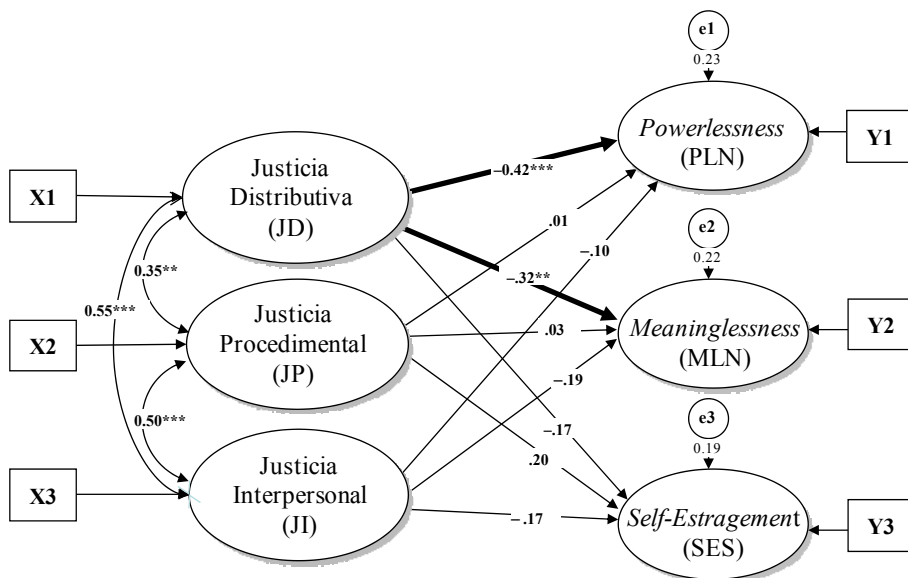 e1
0.23
Powerlessness
(PLN)
Y1
Justicia
Distributiva
(JD)
X1
−0.42***
.01
−.10
e2
0.22
0.35**
−.32**
0.55***
Justicia
Procedimental
(JP)
X2
.03
Meaninglessness
(MLN)
Y2
−.19
e3
0.19
0.50***
−.17
.20
Justicia
Interpersonal
(JI)
X3
−.17
Self-Estragement
(SES)
Y3